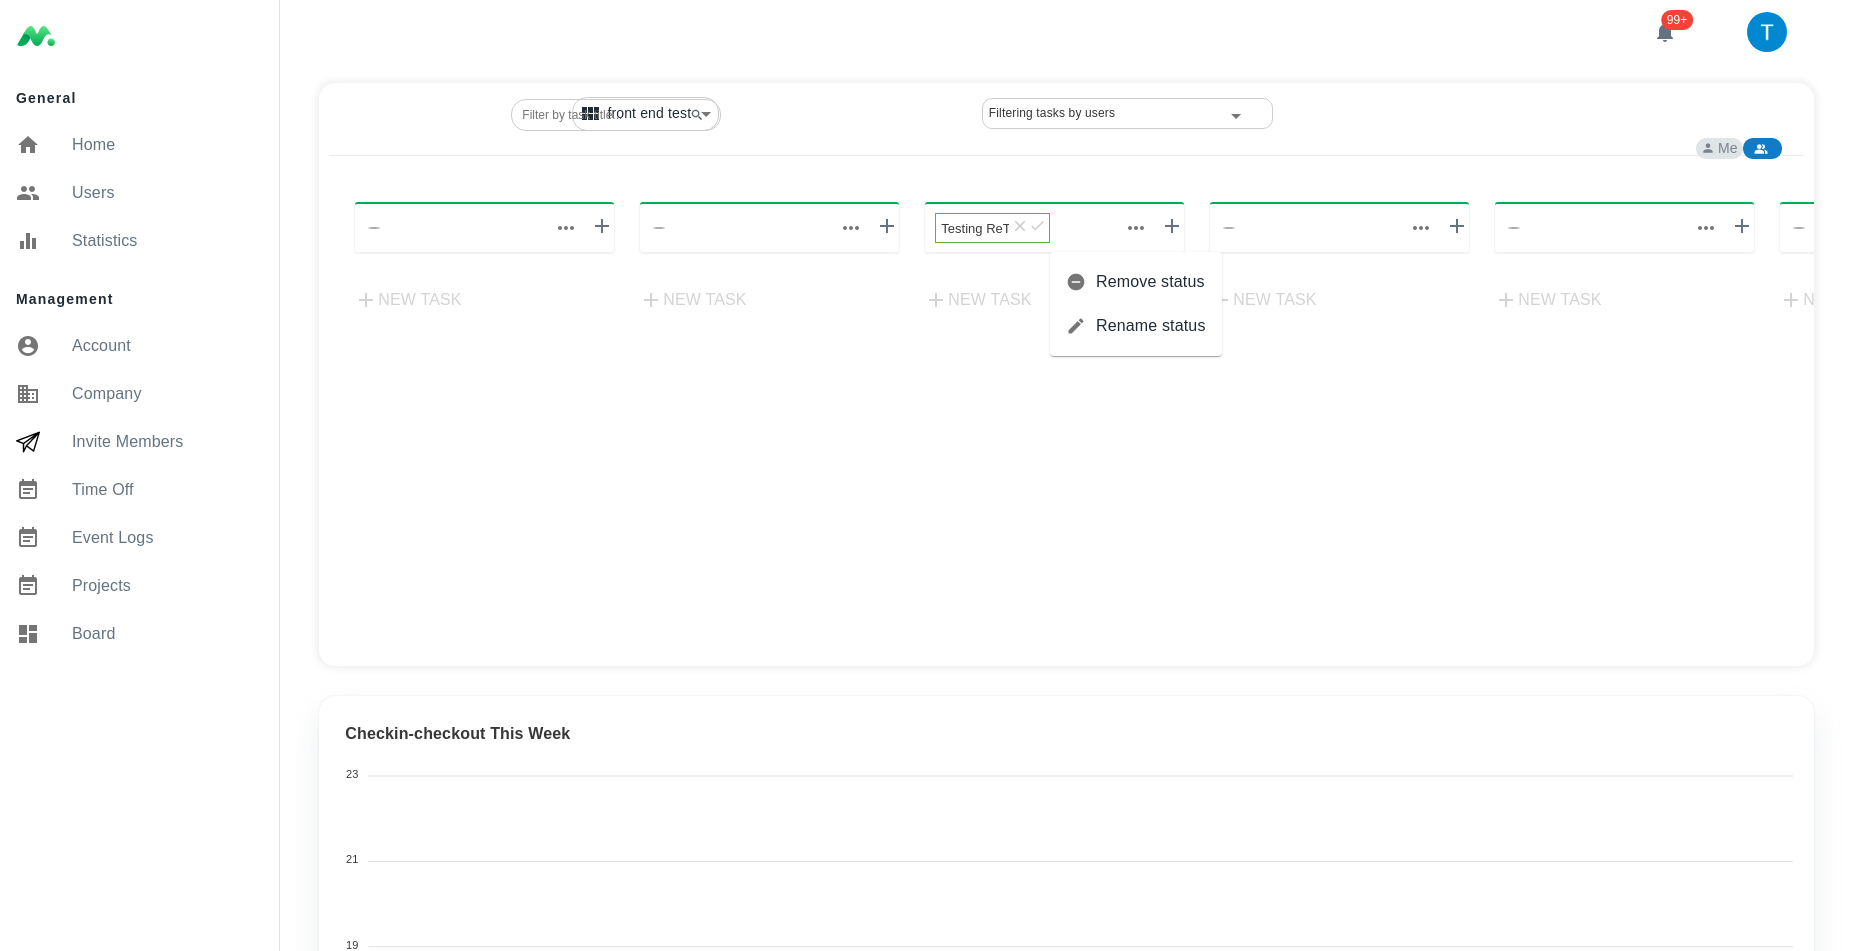 99+
T
General
Home
Users
Statistics
Management
Account
Company
Invite Members
Time Off
Event Logs
Projects
Board
Filter by task title...
front end test
Filtering tasks by users
Me
Testing ReT
NEW TASK
NEW TASK
NEW TASK
NEW TASK
NEW TASK
N
Remove status
Rename status
Checkin-checkout This Week
23
21
19